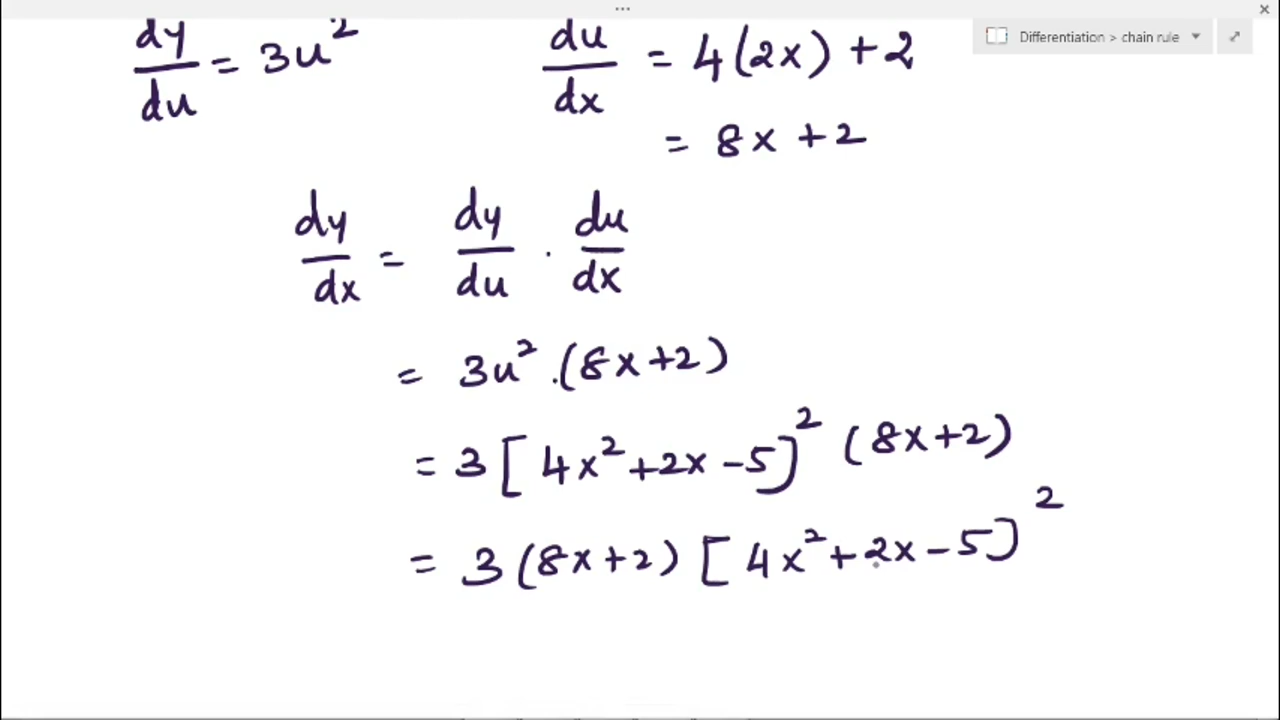 Differentiation > chain rule
dy/du = 3u² du/dx = 4(2x) + 2
= 8x + 2
dy/dx = dy/du · du/dx
= 3u² .(8x+2)
= 3[4x²+2x-5]² (8x+2)
= 3(8x+2)[4x²+2x-5]²